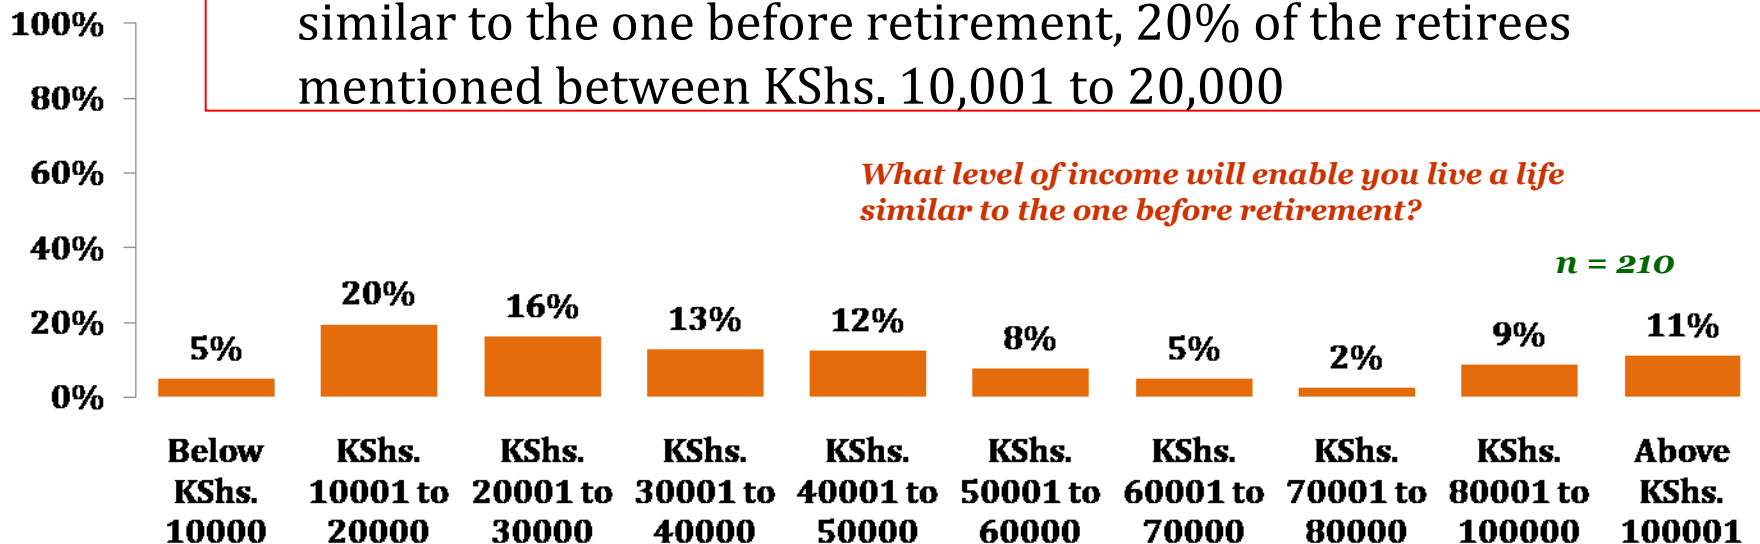 similar to the one before retirement, 20% of the retirees
mentioned between KShs. 10,001 to 20,000
100%
80%
60%
40%
20%
0%
What level of income will enable you live a life
similar to the one before retirement?
n = 210
5%
20%
16%
13%
12%
8%
5%
2%
9%
11%
Below
KShs.
10000
KShs.
10001 to
20000
KShs.
20001 to
30000
KShs.
30001 to
40000
KShs.
40001 to
50000
KShs.
50001 to
60000
KShs.
60001 to
70000
KShs.
70001 to
80000
KShs.
80001 to
100000
Above
KShs.
100001